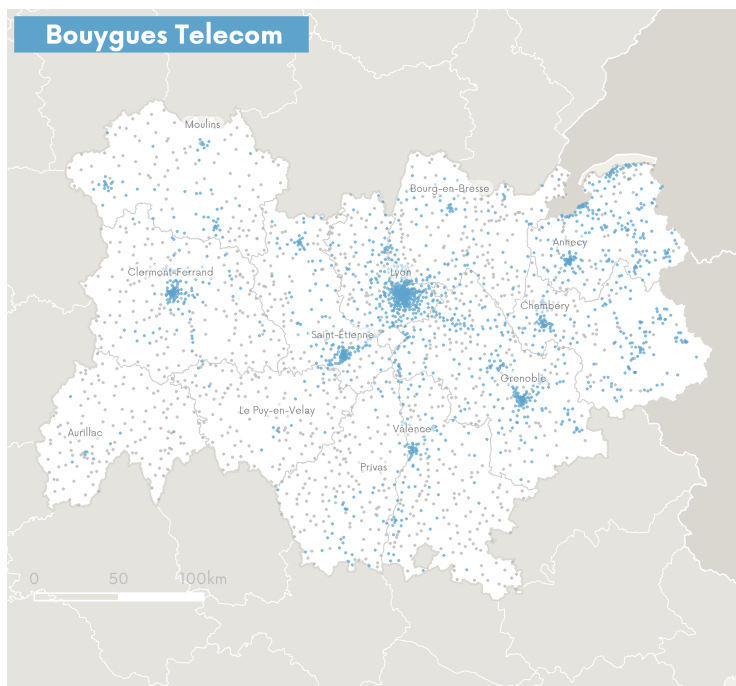 Bouygues Telecom
Moulins
Bourg-en-Bresse
Annecy
Clermont-Ferrand
Lyon
Chambéry
Saint-Étienne
Grenoble
Le Puy-en-Velay
Aurillac
Valence
Privas
0 50 100km